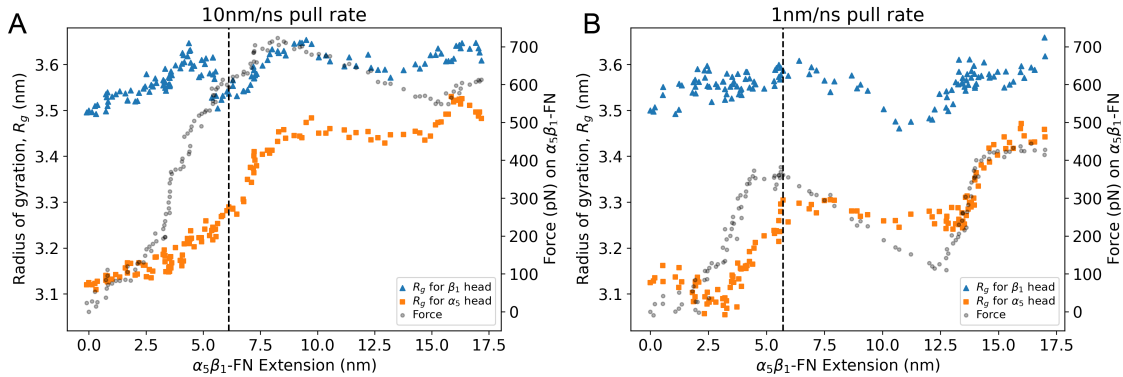 A
10nm/ns pull rate
Radius of gyration, Rg (nm)
3.6
3.5
3.4
3.3
3.2
3.1
0.0 2.5 5.0 7.5 10.0 12.5 15.0 17.5
α5β1-FN Extension (nm)
700
600
500
400
300
200
100
0
Force (pN) on α5β1-FN
Rg for β1 head
Rg for α5 head
Force
B
1nm/ns pull rate
Radius of gyration, Rg (nm)
3.6
3.5
3.4
3.3
3.2
3.1
0.0 2.5 5.0 7.5 10.0 12.5 15.0 17.5
α5β1-FN Extension (nm)
700
600
500
400
300
200
100
0
Force (pN) on α5β1-FN
Rg for β1 head
Rg for α5 head
Force